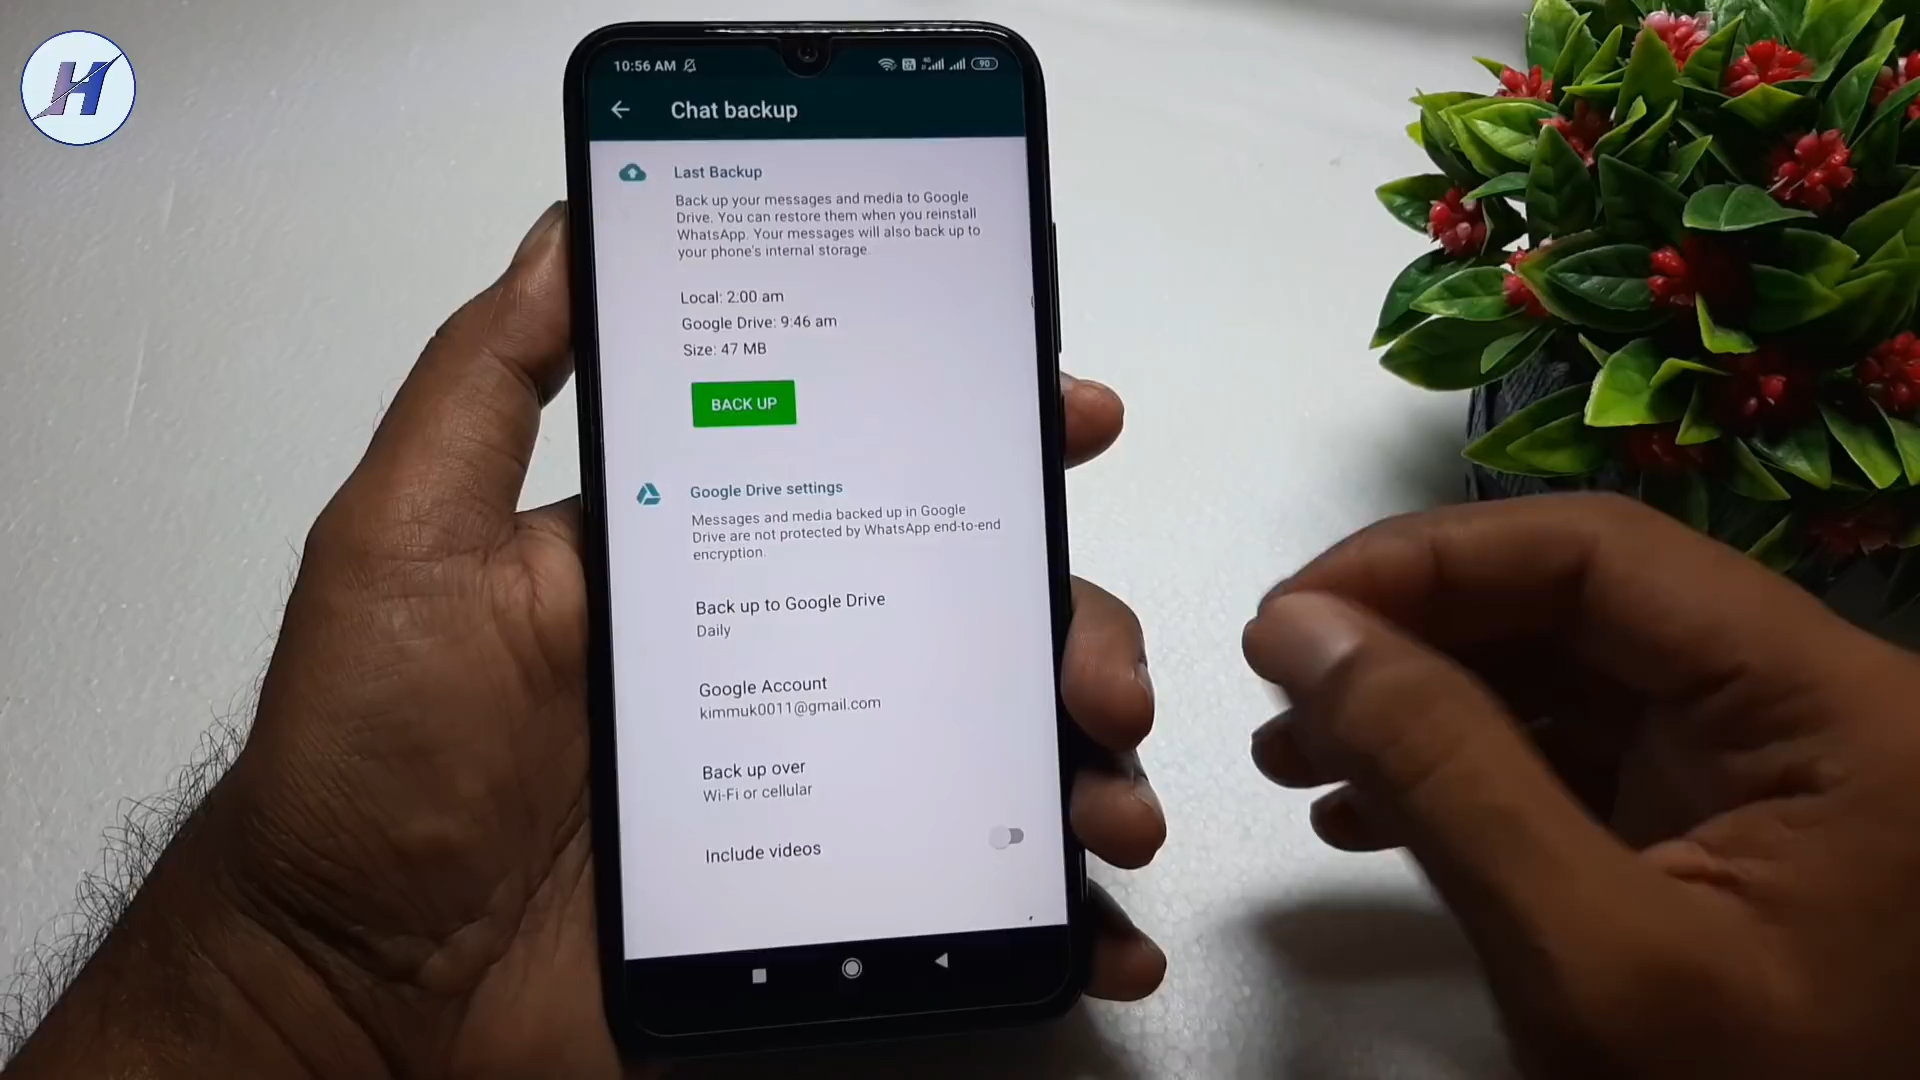 H
10:56 AM
90
Chat backup
Last Backup
Back up your messages and media to Google
Drive. You can restore them when you reinstall
WhatsApp. Your messages will also back up to
your phone's internal storage.
Local: 2.00 am
Google Drive: 9:46 am
Size: 47 MB
BACK UP
Google Drive settings
Messages and media backed up in Google
Drive are not protected by WhatsApp end-to-end
encryption.
Back up to Google Drive
Daily
Google Account
kimmuk0011@gmail.com
Back up over
Wi-Fi or cellular
Include videos